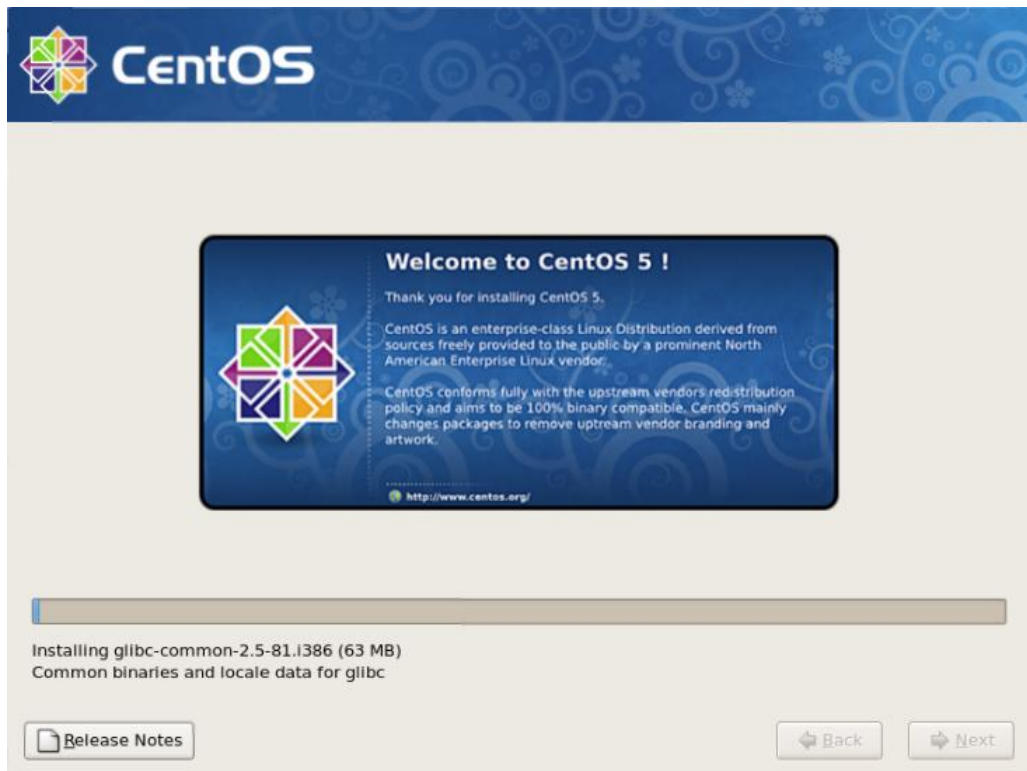 CentOS
Welcome to CentOS 5 !
Thank you for installing CentOS 5.
CentOS is an enterprise-class Linux Distribution derived from
sources freely provided to the public by a prominent North
American Enterprise Linux vendor.
CentOS conforms fully with the upstream vendors redistribution
policy and aims to be 100% binary compatible. CentOS mainly
changes packages to remove uptream vendor branding and
artwork.
http://www.centos.org/
Installing glibc-common-2.5-81.i386 (63 MB)
Common binaries and locale data for glibc
Release Notes
Back
Next